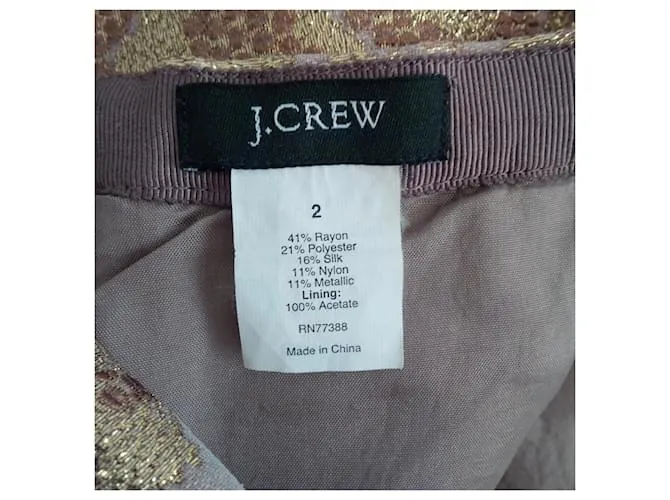 J.CREW
2
41% Rayon
21% Polyester
16% Silk
11% Nylon
11% Metallic
Lining:
100% Acetate
RN77388
Made in China